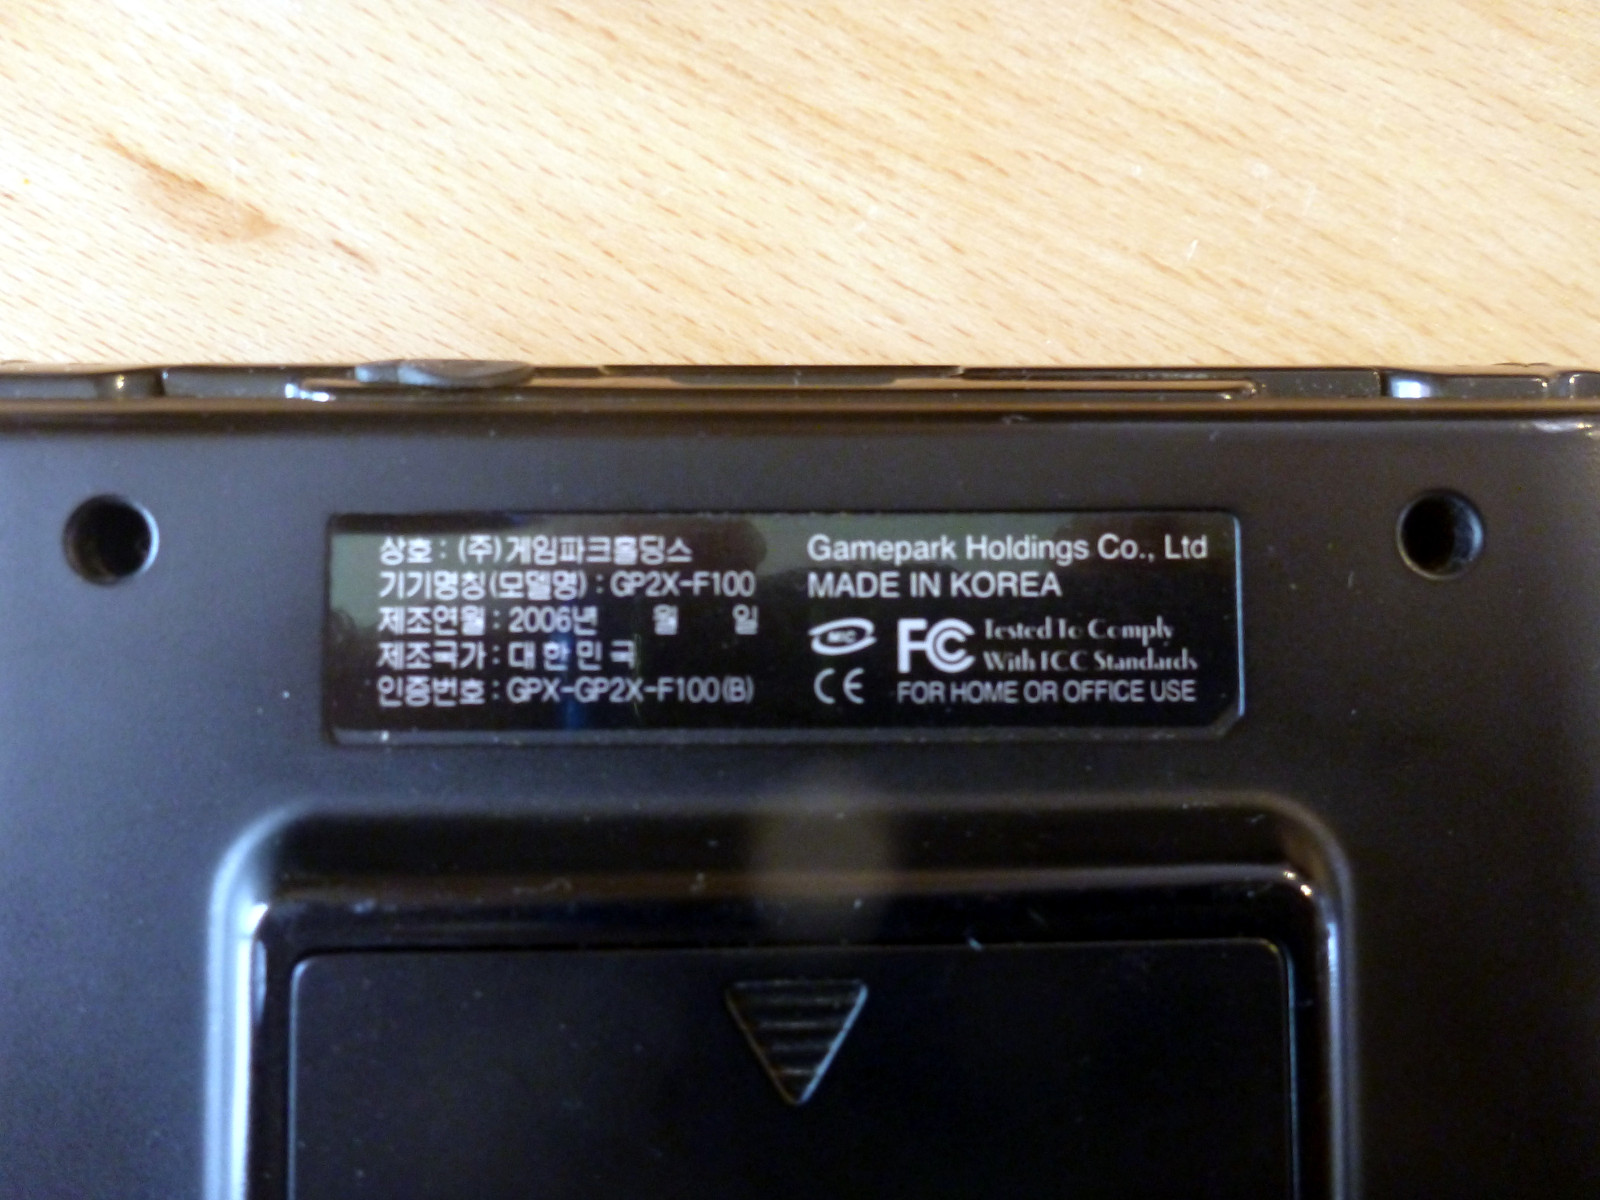 상호 : (주)게임파크홀딩스
기기명칭(모델명) : GP2X-F100
제조연월 : 2006년 월 일
제조국가 : 대 한 민 국
인증번호 : GPX-GP2X-F100(B)
Gamepark Holdings Co., Ltd
MADE IN KOREA
MIC
FC Tested To Comply
With FCC Standards
CE FOR HOME OR OFFICE USE